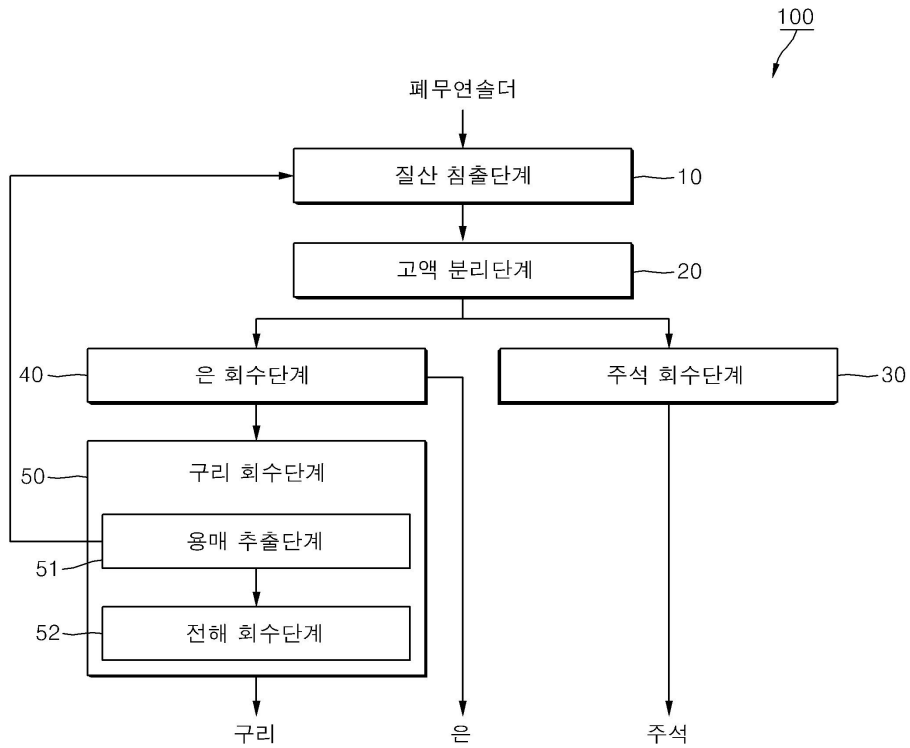 100
폐무연솔더
질산 침출단계
10
고액 분리단계
20
40
은 회수단계
주석 회수단계
30
50
구리 회수단계
용매 추출단계
51
52
전해 회수단계
구리
은
주석